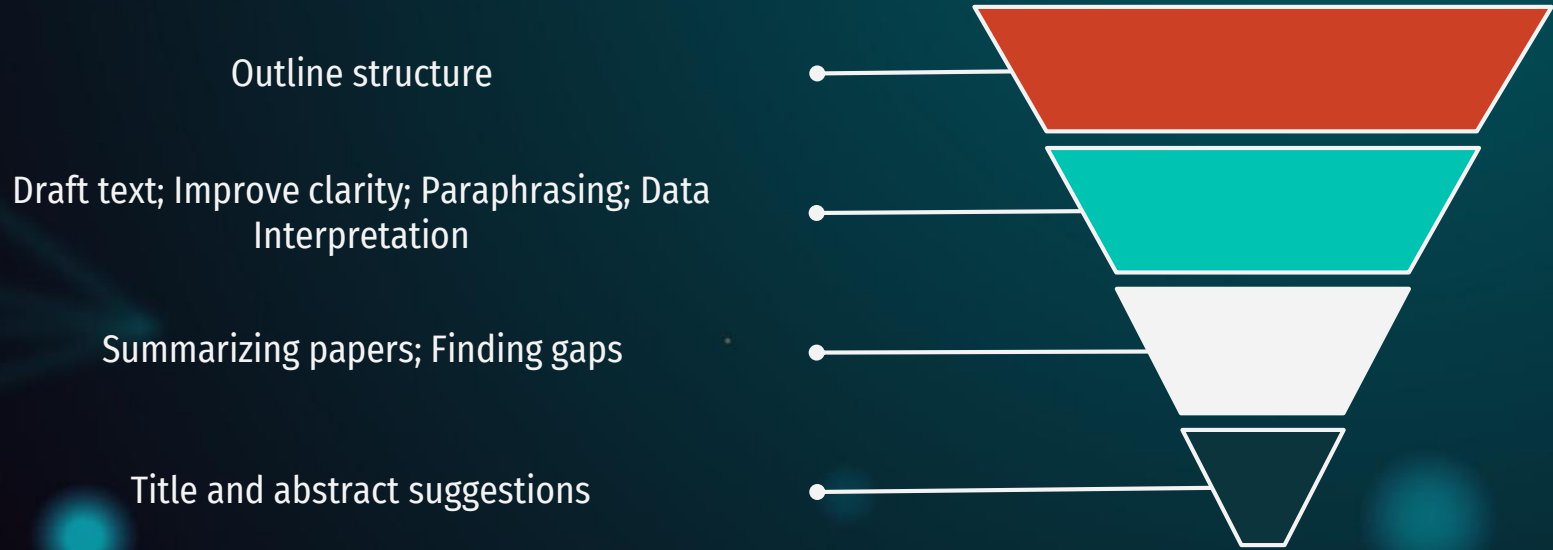 Outline structure
Draft text; Improve clarity; Paraphrasing; Data
Interpretation
Summarizing papers; Finding gaps
Title and abstract suggestions